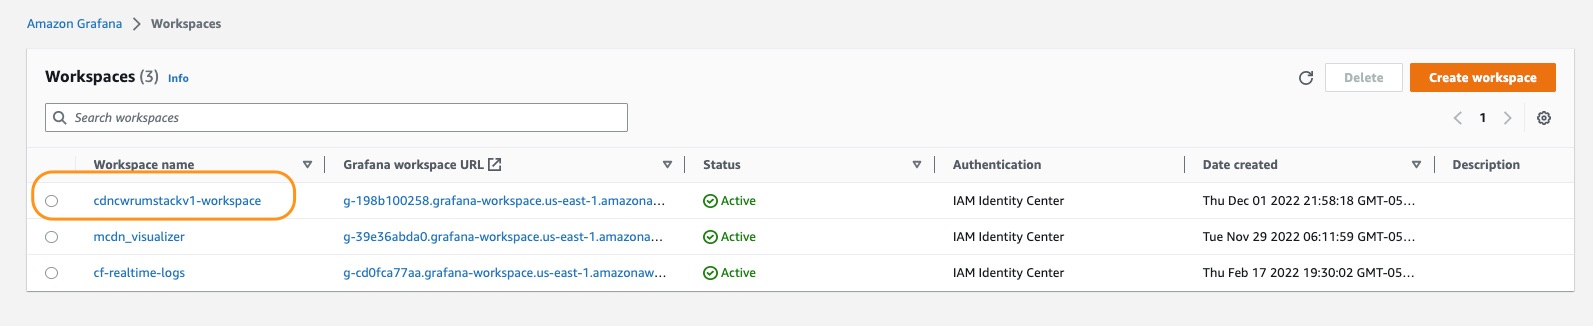 Amazon Grafana > Workspaces
Workspaces (3) Info
Delete
Create workspace
Search workspaces
1
Workspace name Grafana workspace URL Status Authentication Date created Description
cdncwrumstackv1-workspace g-198b100258.grafana-workspace.us-east-1.amazona... Active IAM Identity Center Thu Dec 01 2022 21:58:18 GMT-05...
mcdn_visualizer g-39e36abda0.grafana-workspace.us-east-1.amazona... Active IAM Identity Center Tue Nov 29 2022 06:11:59 GMT-05...
cf-realtime-logs g-cd0fca77aa.grafana-workspace.us-east-1.amazonaw... Active IAM Identity Center Thu Feb 17 2022 19:30:02 GMT-05...